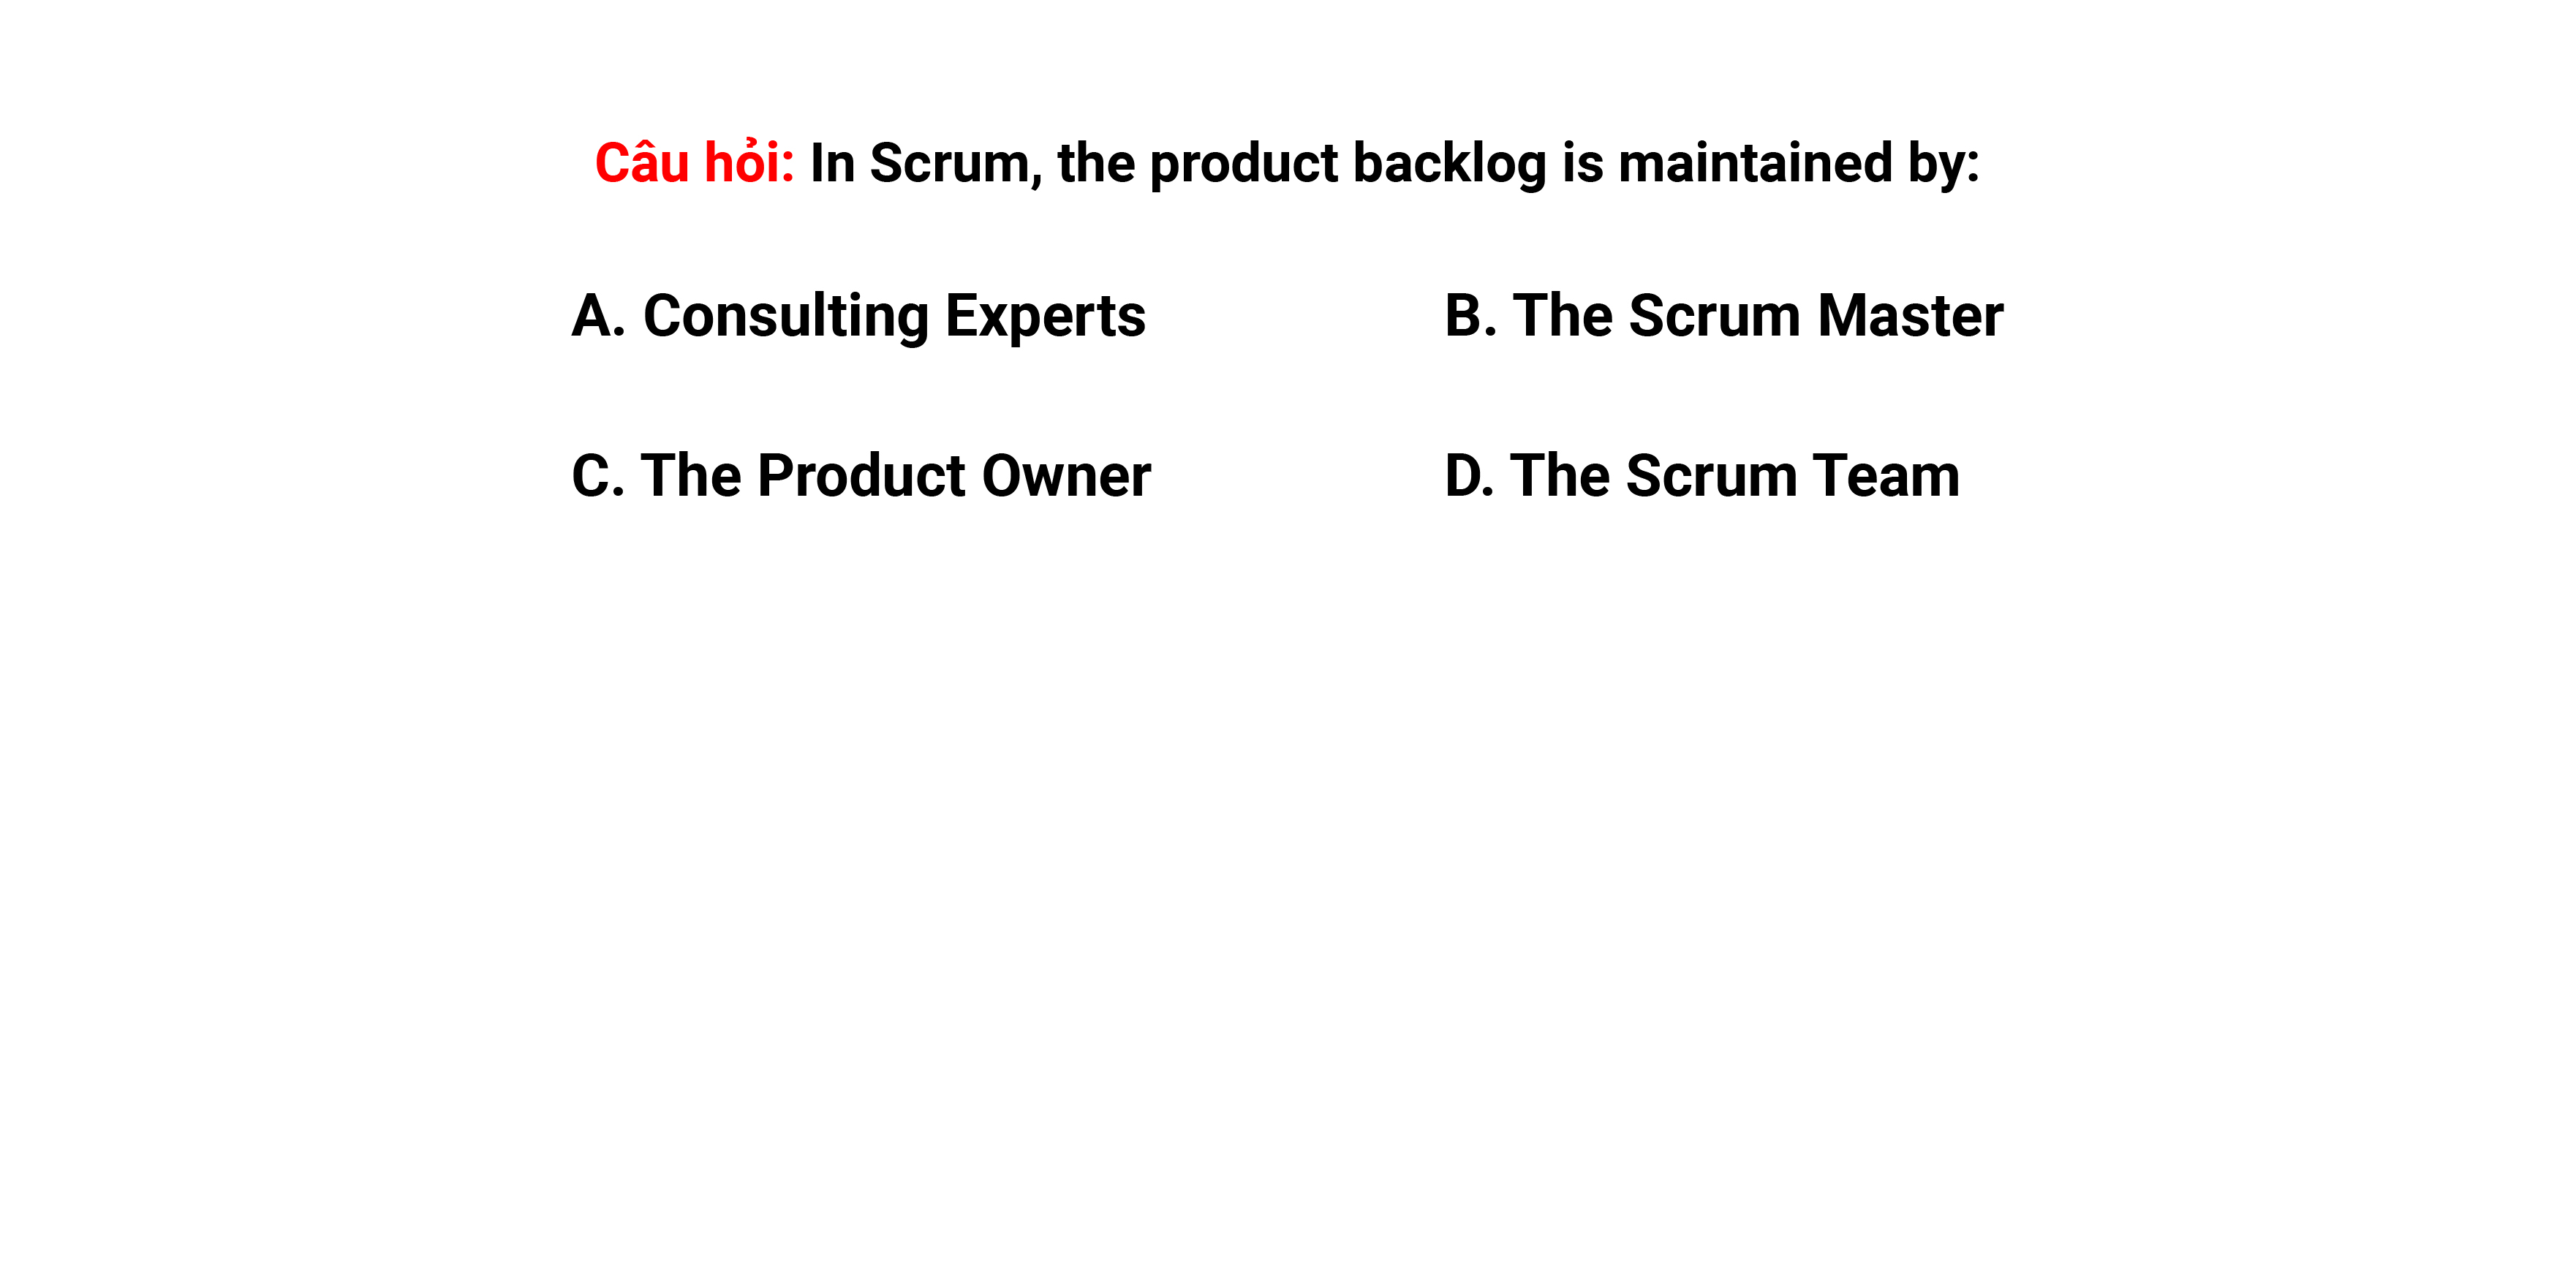 Câu hỏi: In Scrum, the product backlog is maintained by:
A. Consulting Experts
B. The Scrum Master
C. The Product Owner
D. The Scrum Team